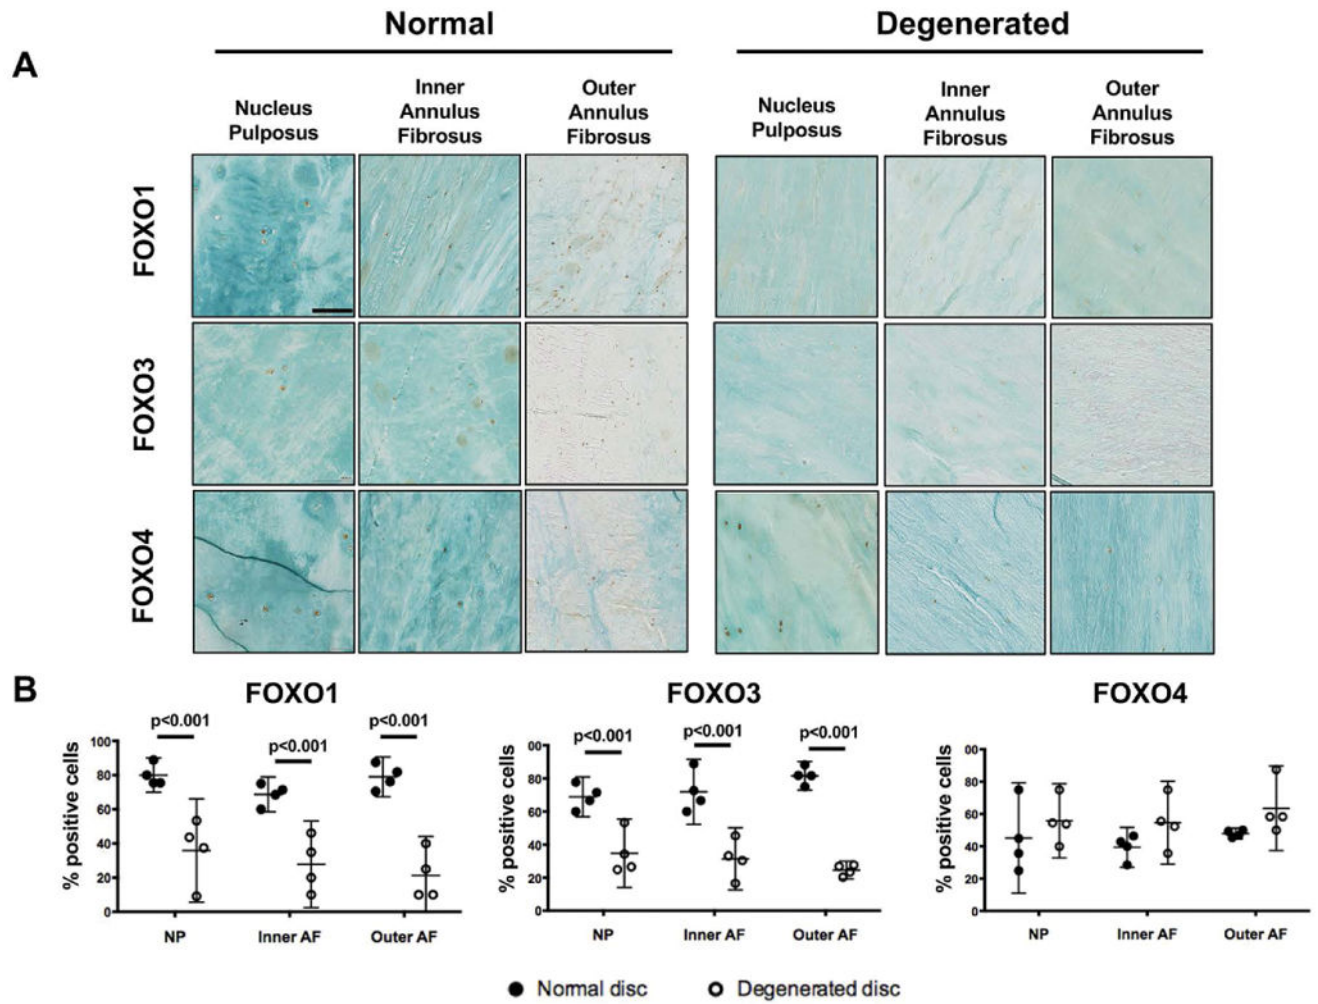 Normal
Degenerated
A
Nucleus
Pulposus
Inner
Annulus
Fibrosus
Outer
Annulus
Fibrosus
Nucleus
Pulposus
Inner
Annulus
Fibrosus
Outer
Annulus
Fibrosus
FOXO1
FOXO3
FOXO4
B
FOXO1
% positive cells
100
80
60
40
20
0
p<0.001
p<0.001
p<0.001
NP
Inner AF
Outer AF
FOXO3
% positive cells
00
80
60
40
20
0
p<0.001
p<0.001
p<0.001
NP
Inner AF
Outer AF
FOXO4
% positive cells
00
80
60
40
20
0
NP
Inner AF
Outer AF
Normal disc
Degenerated disc